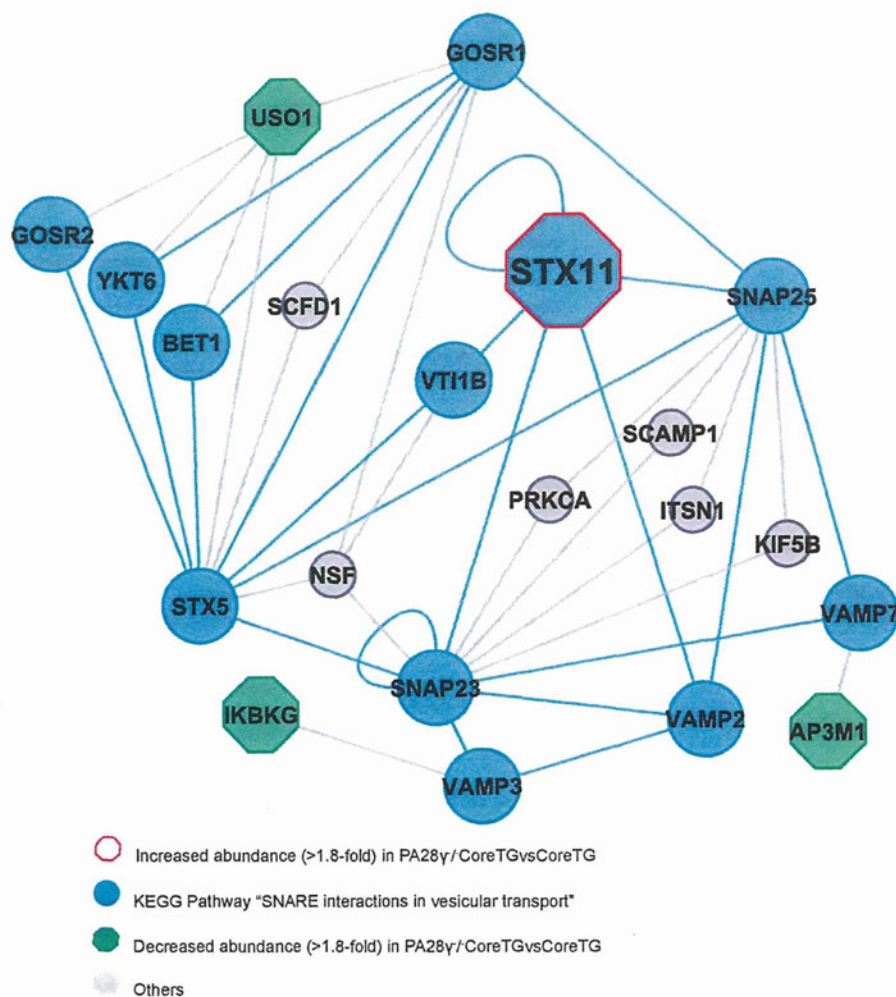 GOSR1
USO1
GOSR2
YKT6
STX11
SNAP25
SCFD1
BET1
VTI1B
SCAMP1
PRKCA
ITSN1
KIF5B
NSF
STX5
VAMP7
SNAP23
IKBKG
VAMP2
AP3M1
VAMP3
Increased abundance (>1.8-fold) in PA28γ/-CoreTGvsCoreTG
KEGG Pathway "SNARE interactions in vesicular transport"
Decreased abundance (>1.8-fold) in PA28γ/-CoreTGvsCoreTG
Others